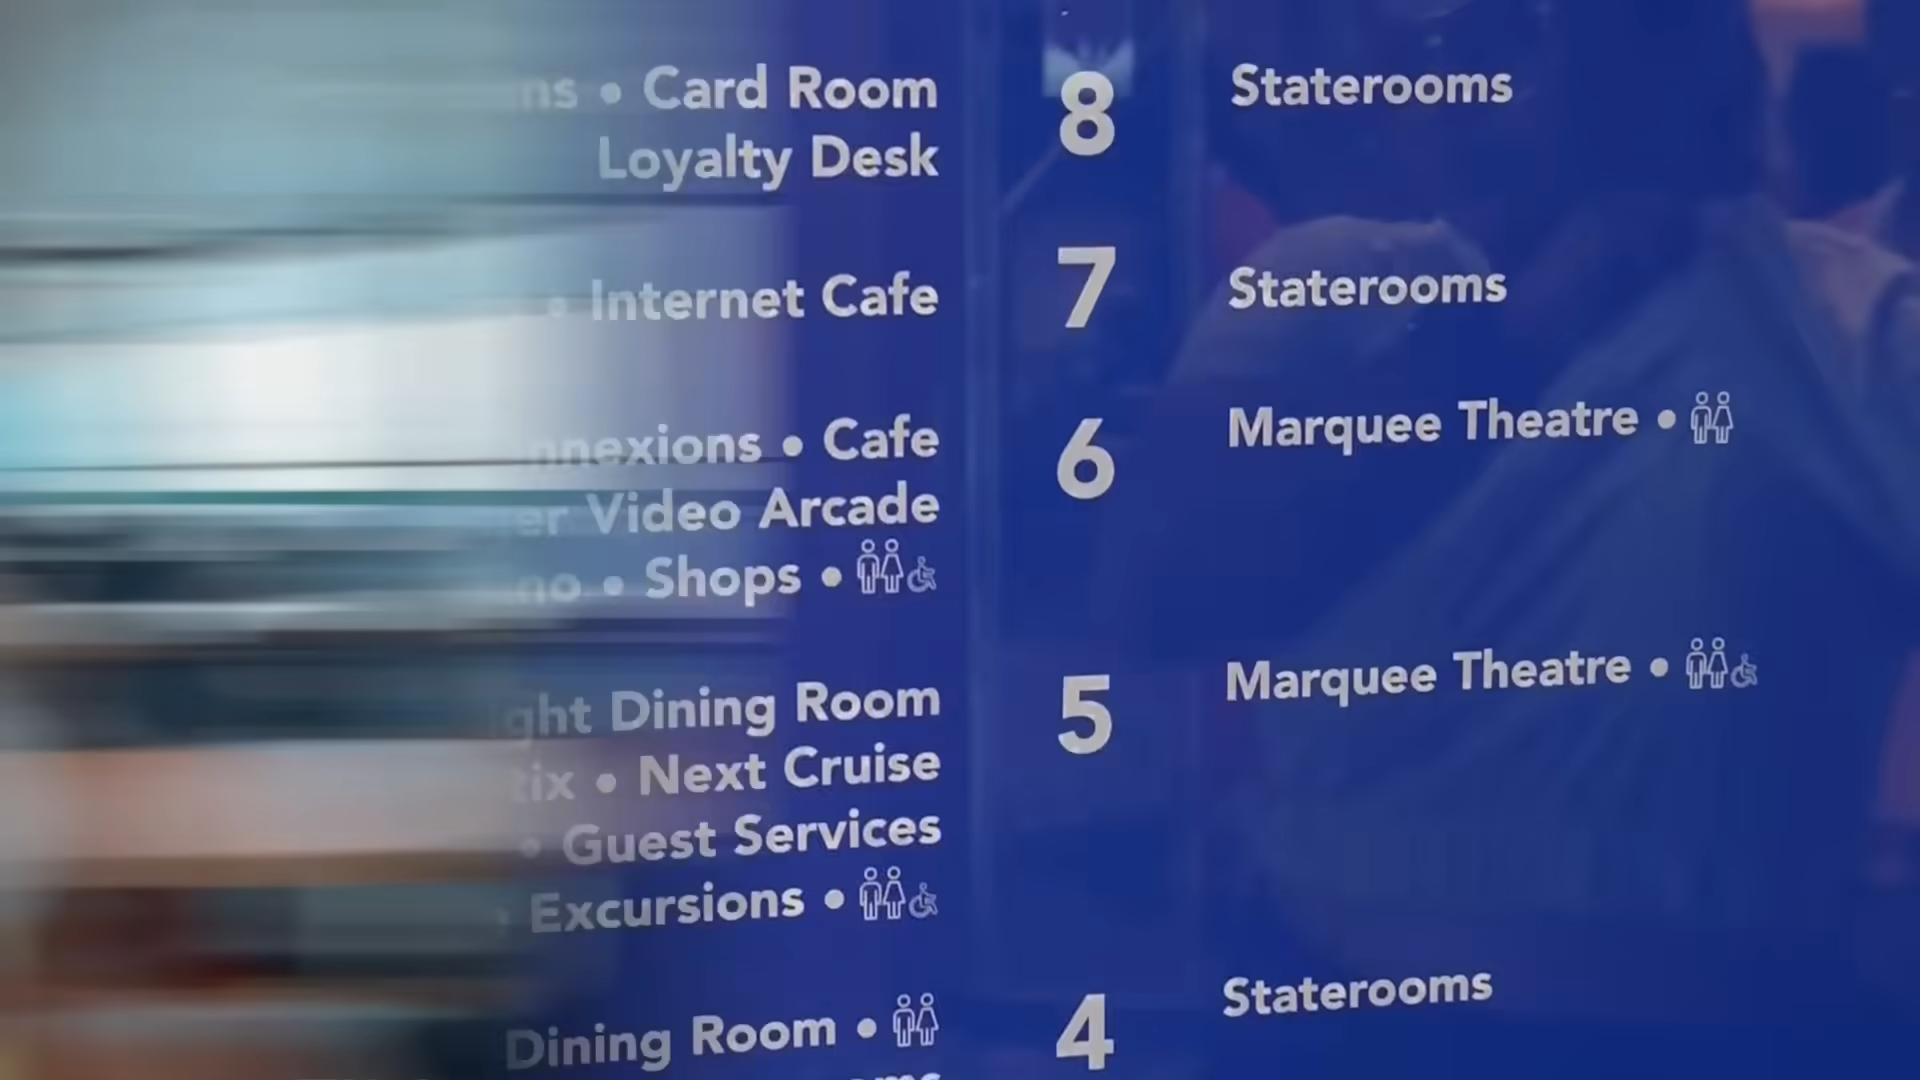 • Card Room
Loyalty Desk
8
Staterooms
• Internet Cafe
7
Staterooms
• Cafe
Video Arcade
• Shops •
6
Marquee Theatre •
Dining Room
• Next Cruise
• Guest Services
Excursions •
5
Marquee Theatre •
Dining Room •
4
Staterooms